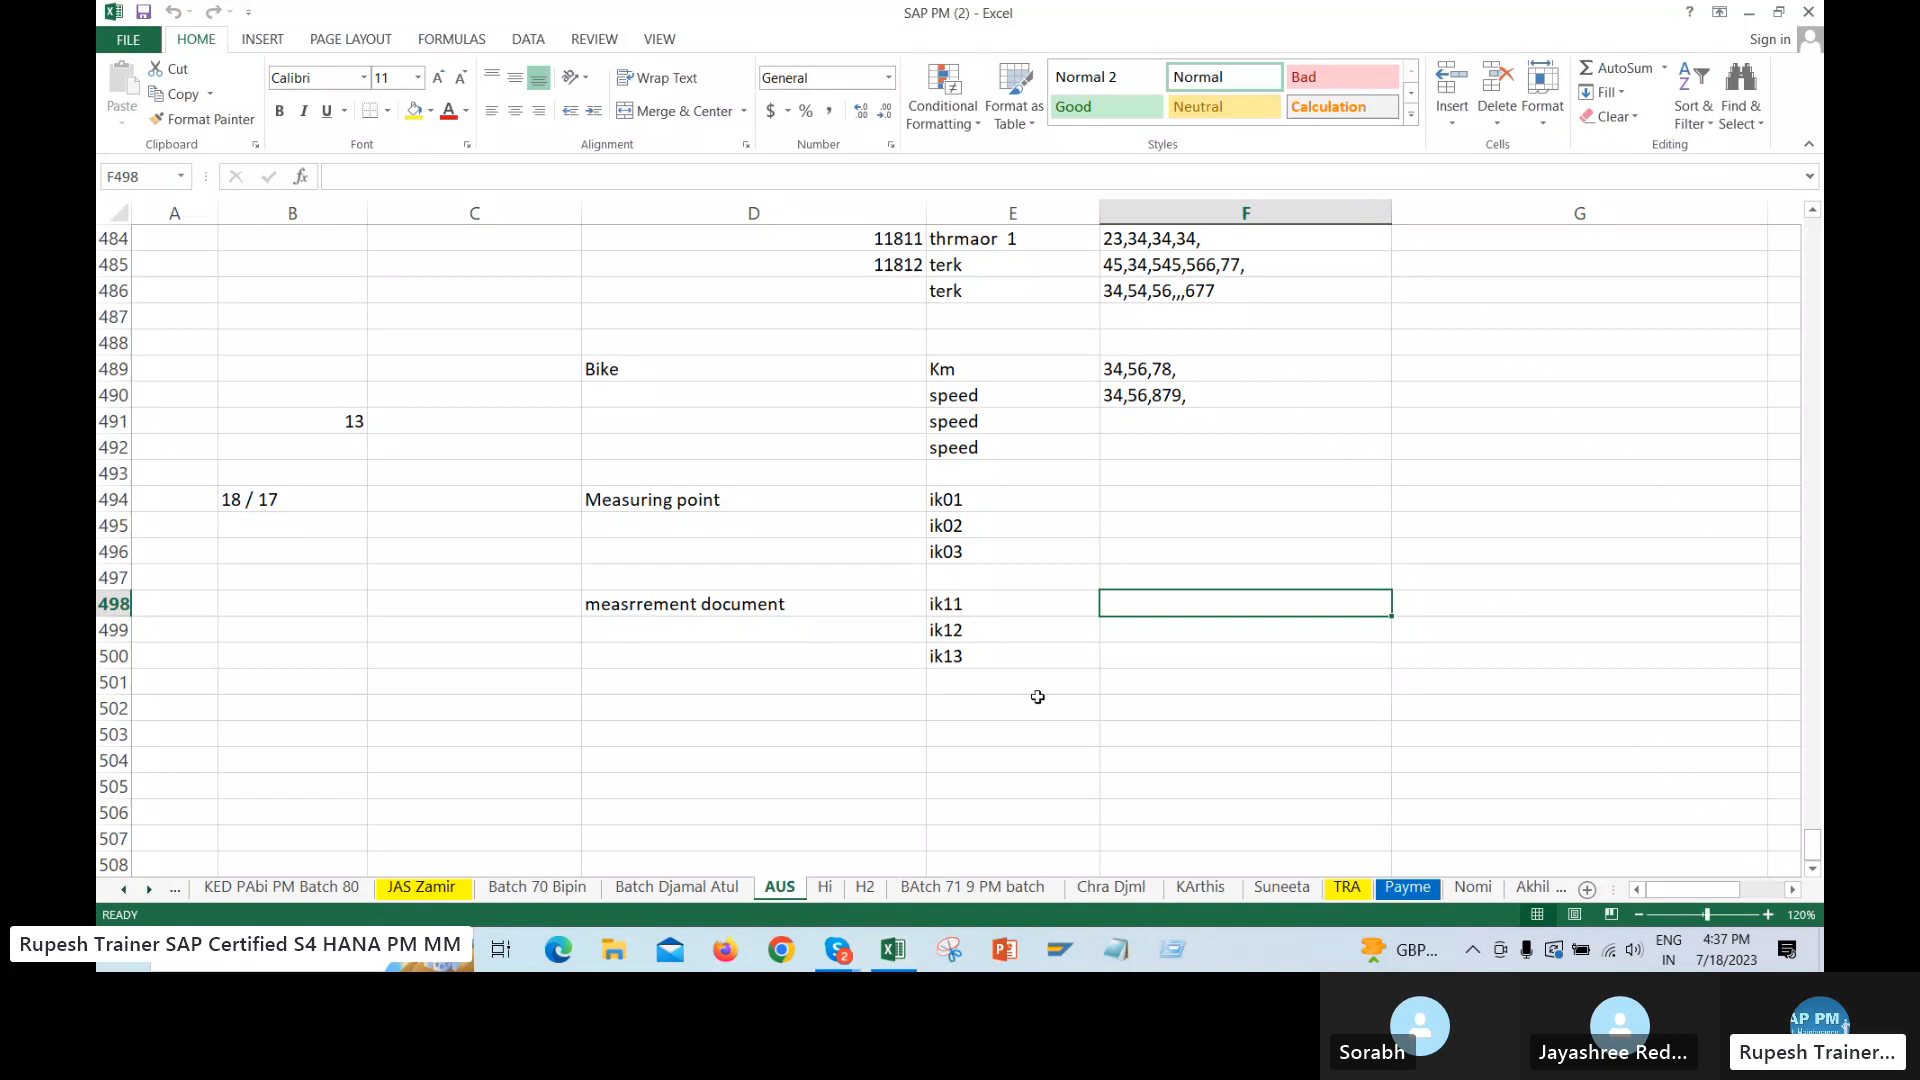 SAP PM (2) - Excel
FILE HOME INSERT PAGE LAYOUT FORMULAS DATA REVIEW VIEW Sign in
Paste Cut Copy Format Painter Clipboard
Calibri 11 B I U Font
Wrap Text Merge & Center Alignment
General $ % , Number
Conditional Formatting Format as Table
Normal 2 Normal Bad
Good Neutral Calculation
Styles
Insert Delete Format Cells
AutoSum Fill Clear Sort & Filter Find & Select Editing
F498 fx
A B C D E F G
484 11811 thrmaor 1 23,34,34,34,
485 11812 terk 45,34,545,566,77,
486 terk 34,54,56,,,677
487
488
489 Bike Km 34,56,78,
490 speed 34,56,879,
491 13 speed
492 speed
493
494 18 / 17 Measuring point ik01
495 ik02
496 ik03
497
498 measrrement document ik11
499 ik12
500 ik13
501
502
503
504
505
506
507
508
... KED PAbi PM Batch 80 JAS Zamir Batch 70 Bipin Batch Djamal Atul AUS Hi H2 BAtch 71 9 PM batch Chra Djml KArthis Suneeta TRA Payme Nomi Akhil ...
READY 120%
Rupesh Trainer SAP Certified S4 HANA PM MM
2
GBP...
ENG
IN
4:37 PM
7/18/2023
AP PM
Sorabh Jayashree Red... Rupesh Trainer...